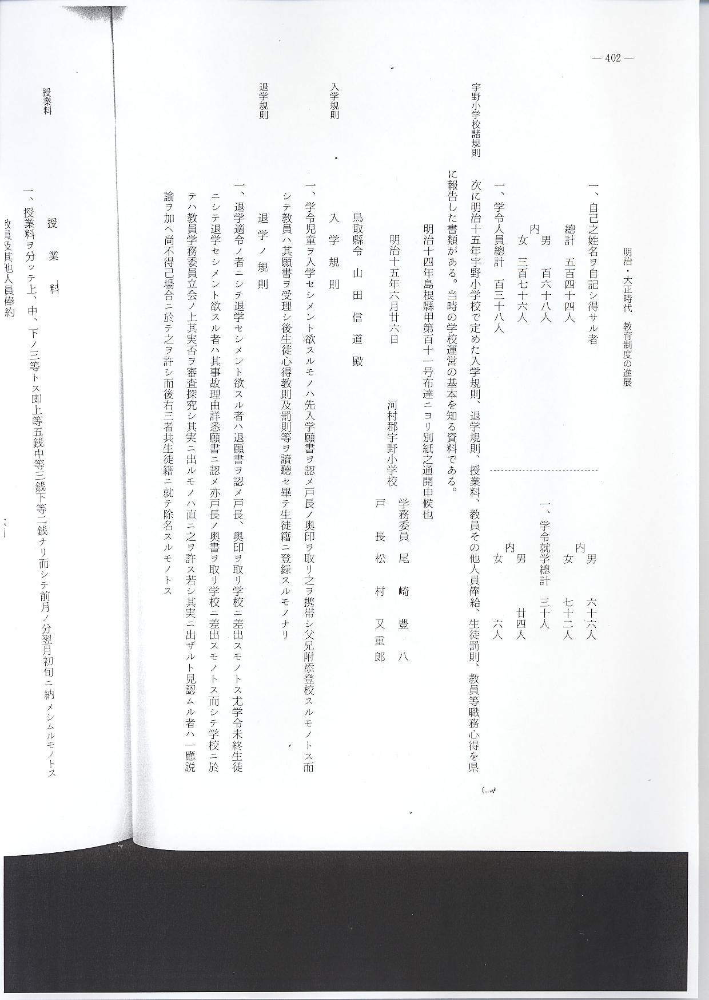 ― 402 ―
明治・大正時代　教育制度の進展
一、自己之姓名ヲ自記シ得サル者
總計　五百四十四人
内
男　百六十八人
女　三百七十六人
一、学令人員總計　百三十八人
内
男　六十六人
女　七十二人
一、学令就学總計　三十人
内
男　廿四人
女　六人
宇野小学校諸規則
次に明治十五年宇野小学校で定めた入学規則、退学規則、授業料、教員その他人員俸給、生徒罰則、教員等職務心得を県
に報告した書類がある。当時の学校運営の基本を知る資料である。
明治十四年島根縣甲第百十一号布達ニヨリ別紙之通開申候也
明治十五年六月廿六日
河村郡宇野小学校
学務委員　尾崎豊八
戸長　松村又重郎
鳥取縣令　山田信道殿
入学規則
入学規則
一、学令児童ヲ入学セシメント欲スルモノハ先入学願書ヲ認メ戸長ノ奥印ヲ取リ之ヲ携帯シ父兄附添登校スルモノトス而
シテ教員ハ其願書ヲ受理シ後生徒心得教則及罰則等ヲ讀聽セ畢テ生徒籍ニ登録スルモノナリ
退学規則
退学ノ規則
一、退学適令ノ者ニシテ退学セシメント欲スル者ハ退願書ヲ認メ戸長、奥印ヲ取リ学校ニ差出スモノトス尤学令未終生徒
ニシテ退学セシメント欲スル者ハ其事故理由詳悉願書ニ認メ亦戸長ノ奥書ヲ取リ学校ニ差出スモノトス而シテ学校ニ於
テハ教員学務委員立会ノ上其実否ヲ審査探究シ其実ニ出ルモノハ直ニ之ヲ許ス若シ其実ニ出ザルト見認ムル者ハ一應説
諭ヲ加ヘ尚不得己場合ニ於テ之ヲ許シ而後右三者共生徒籍ニ就テ除名スルモノトス
授業料
授業料
一、授業料ヲ分ッテ上、中、下ノ三等トス即上等五銭中等三銭下等二銭ナリ而シテ前月ノ分翌月初旬ニ納メシムルモノトス
教員及其他人員俸約